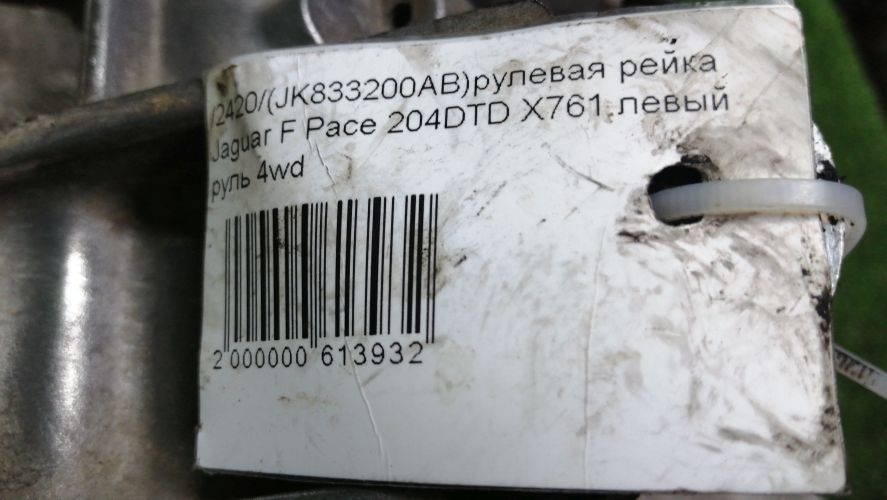 /2420/(JK833200AB)рулевая рейка
Jaguar F Pace 204DTD X761 левый
руль 4wd
2 000000 613932